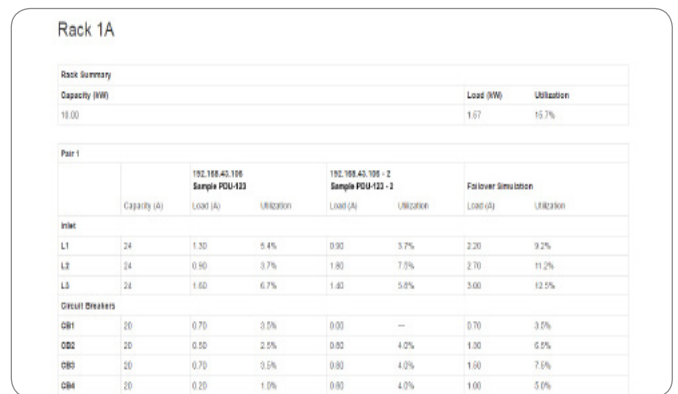 Rack 1A
Rack Summary
Capacity (kW) Load (kW) Utilization
10.00 1.67 16.7%
Pair 1
192.168.43.106 192.168.43.106 - 2
Sample PDU-123 Sample PDU-123 - 2 Failover Simulation
Capacity (A) Load (A) Utilization Load (A) Utilization Load (A) Utilization
Inlet
L1 24 1.30 5.4% 0.90 3.7% 2.20 9.2%
L2 24 0.90 3.7% 1.80 7.5% 2.70 11.2%
L3 24 1.60 6.7% 1.40 5.8% 3.00 12.5%
Circuit Breakers
CB1 20 0.70 3.5% 0.00 — 0.70 3.5%
CB2 20 0.50 2.5% 0.80 4.0% 1.30 6.5%
CB3 20 0.70 3.5% 0.80 4.0% 1.50 7.5%
CB4 20 0.20 1.0% 0.80 4.0% 1.00 5.0%